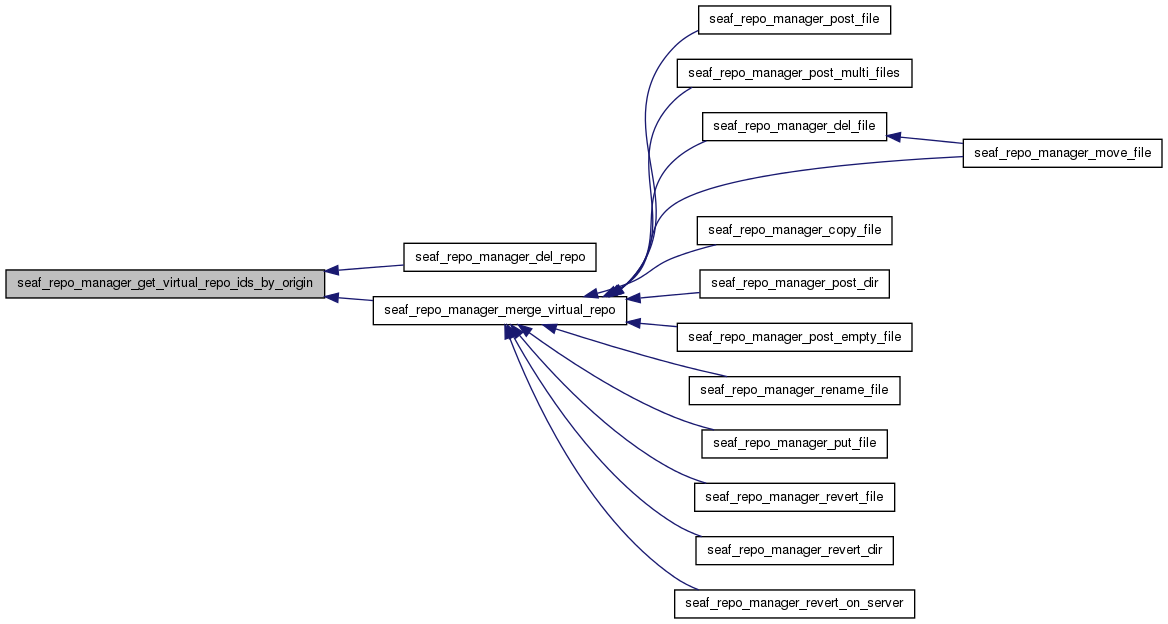 seaf_repo_manager_post_file
seaf_repo_manager_post_multi_files
seaf_repo_manager_del_file
seaf_repo_manager_move_file
seaf_repo_manager_copy_file
seaf_repo_manager_del_repo
seaf_repo_manager_get_virtual_repo_ids_by_origin
seaf_repo_manager_post_dir
seaf_repo_manager_merge_virtual_repo
seaf_repo_manager_post_empty_file
seaf_repo_manager_rename_file
seaf_repo_manager_put_file
seaf_repo_manager_revert_file
seaf_repo_manager_revert_dir
seaf_repo_manager_revert_on_server